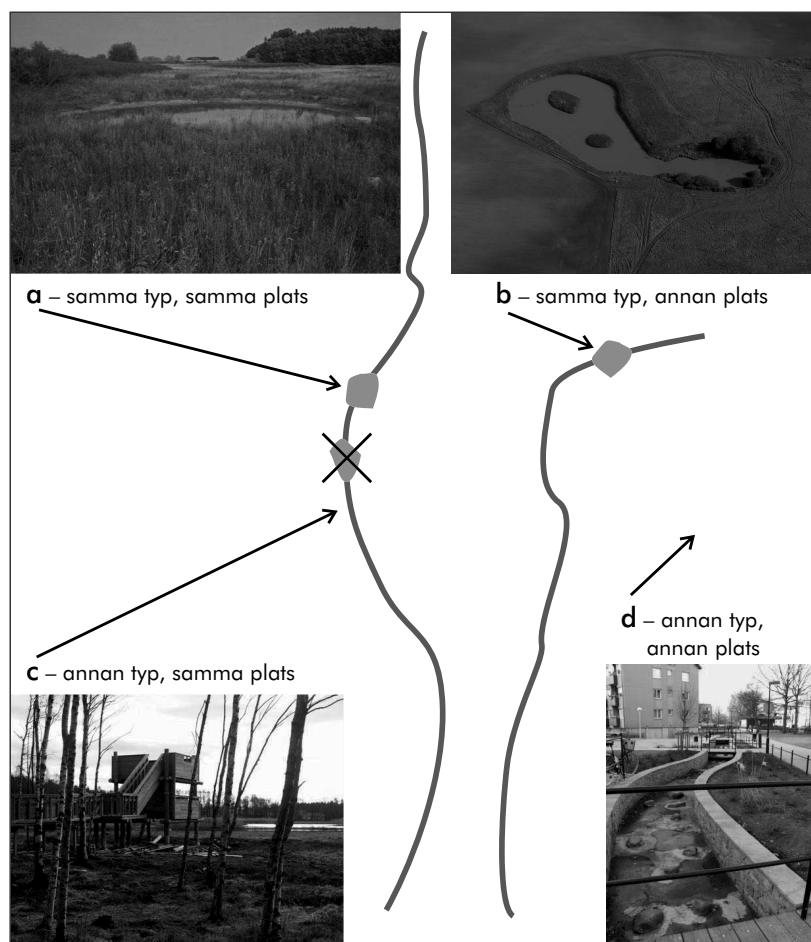 a – samma typ, samma plats
b – samma typ, annan plats
c – annan typ, samma plats
d – annan typ,
annan plats